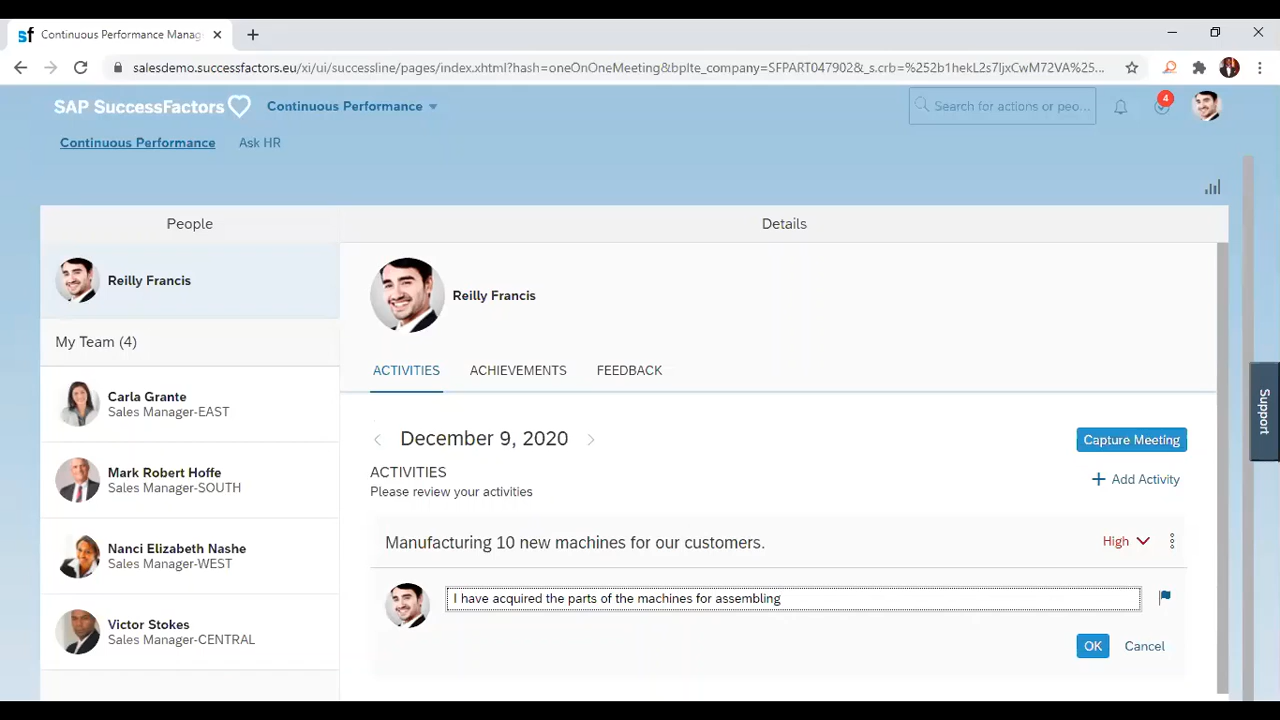 sf Continuous Performance Manag
salesdemo.successfactors.eu/xi/ui/successline/pages/index.xhtml?hash=oneOnOneMeeting&bplte_company=SFPART047902&_s.crb=%252b1hekL2s7ljxCwM72VA%25...
SAP SuccessFactors Continuous Performance
Search for actions or peo...
4
Continuous Performance Ask HR
People
Details
Reilly Francis
My Team (4)
Carla Grante
Sales Manager-EAST
Mark Robert Hoffe
Sales Manager-SOUTH
Nanci Elizabeth Nashe
Sales Manager-WEST
Victor Stokes
Sales Manager-CENTRAL
Reilly Francis
ACTIVITIES ACHIEVEMENTS FEEDBACK
December 9, 2020
Capture Meeting
ACTIVITIES
Please review your activities
+ Add Activity
Manufacturing 10 new machines for our customers.
High
I have acquired the parts of the machines for assembling
OK Cancel
Support